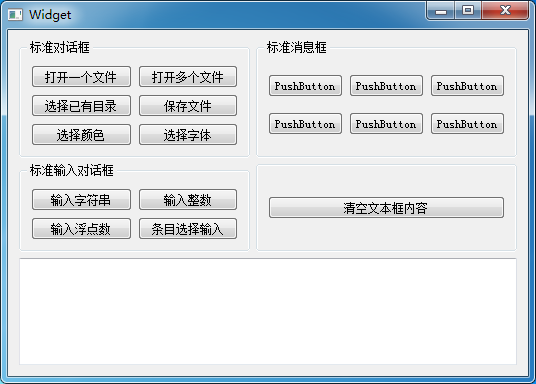 Widget
标准对话框
打开一个文件 打开多个文件
选择已有目录 保存文件
选择颜色 选择字体
标准消息框
PushButton PushButton PushButton
PushButton PushButton PushButton
标准输入对话框
输入字符串 输入整数
输入浮点数 条目选择输入
清空文本框内容